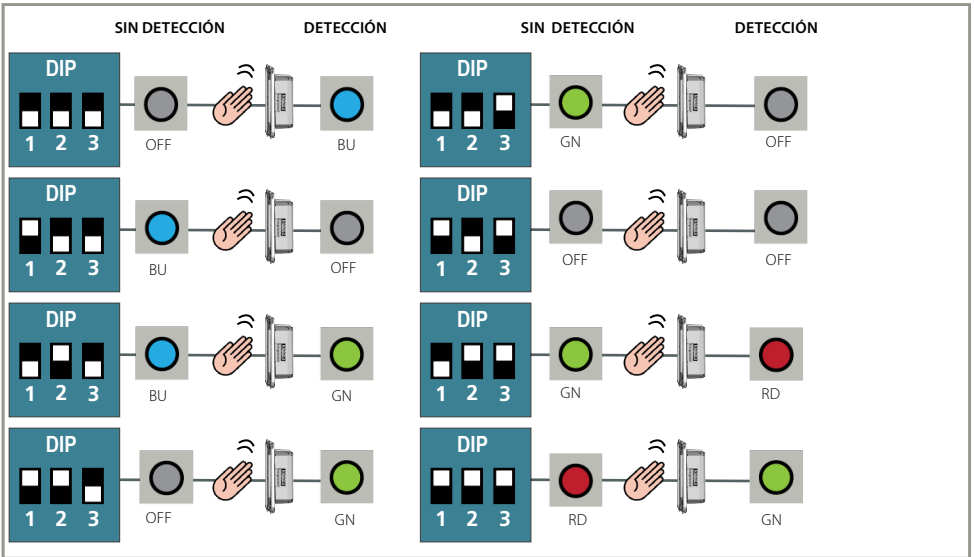 SIN DETECCIÓN DETECCIÓN SIN DETECCIÓN DETECCIÓN
DIP DIP
1 2 3 OFF BU 1 2 3 GN OFF
DIP DIP
1 2 3 BU OFF 1 2 3 OFF OFF
DIP DIP
1 2 3 BU GN 1 2 3 GN RD
DIP DIP
1 2 3 OFF GN 1 2 3 RD GN